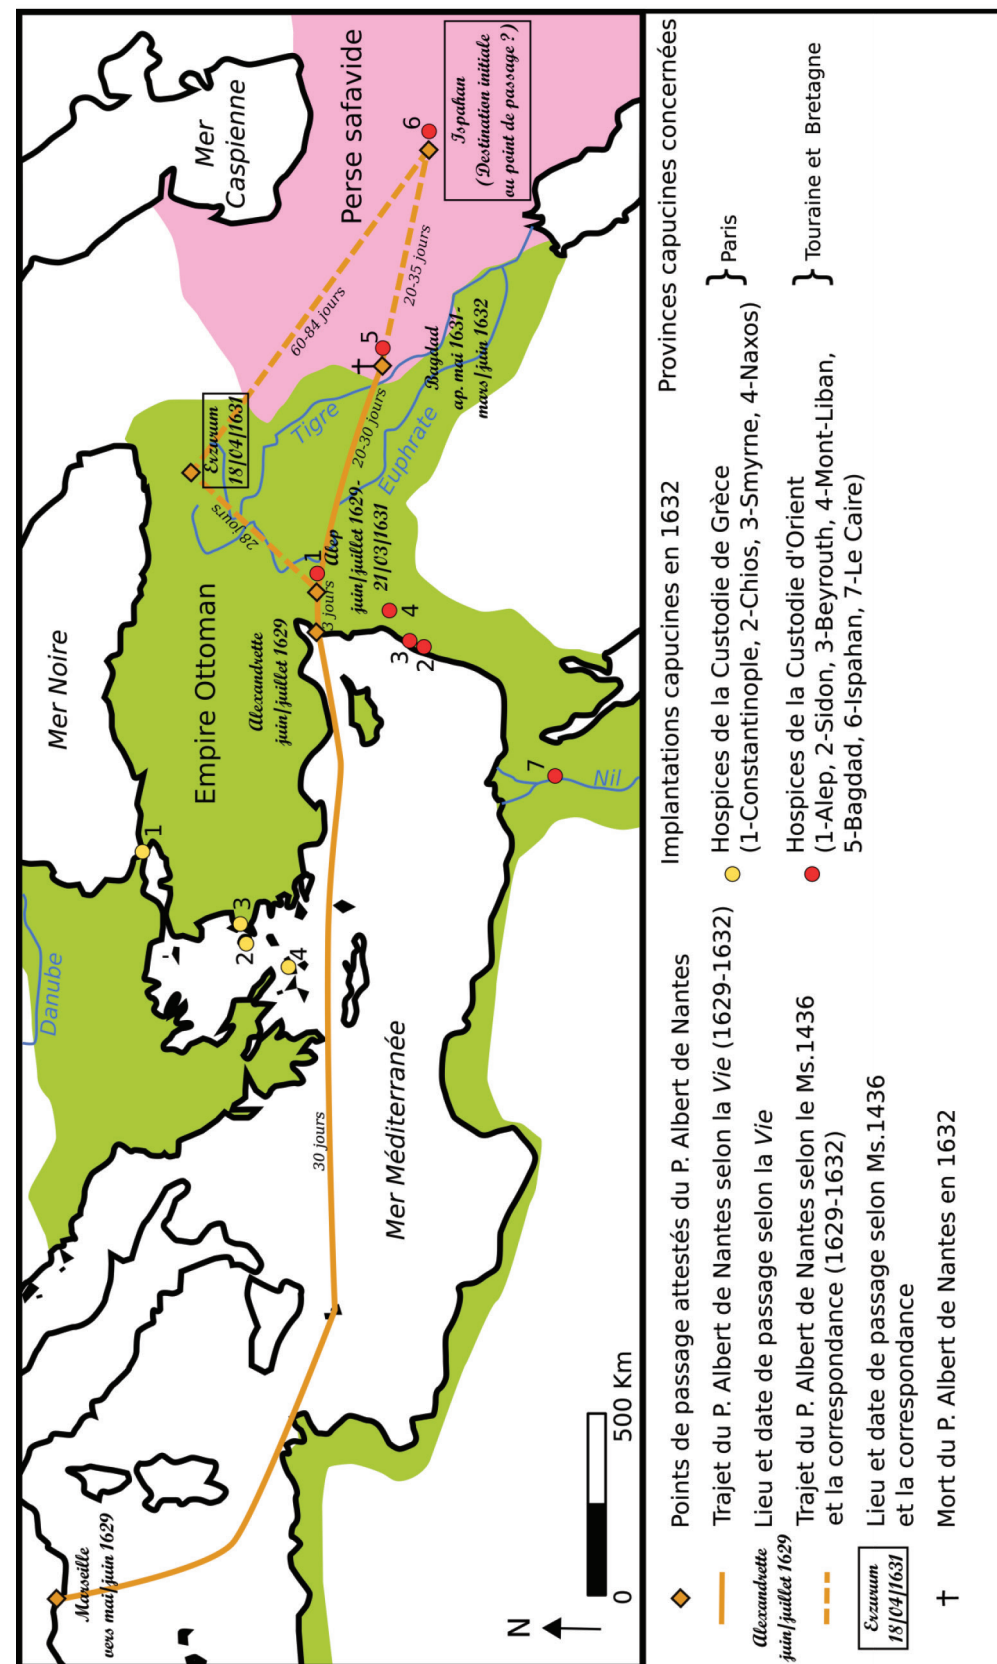 Mer Noire
Mer
Caspienne
Danube
Empire Ottoman
Perse safavide
Mer Méditerranée
Tigre
Euphrate
Nil
Marseille
vers mai/juin 1629
30 jours
Alexandrette
juin/juillet 1629
3 jours
Alep
juin/juillet 1629-
21/03/1631
28 jours
Erzurum
18/04/1631
60-84 jours
20-30 jours
Bagdad
ap. mai 1631-
mars/juin 1632
20-35 jours
Ispahan
(Destination initiale
ou point de passage ?)
1
2
3
4
1
2
3
4
5
6
7
N
0
500 Km
Points de passage attestés du P. Albert de Nantes
Trajet du P. Albert de Nantes selon la Vie (1629-1632)
Alexandrette
juin/juillet 1629
Lieu et date de passage selon la Vie
Trajet du P. Albert de Nantes selon le Ms.1436
et la correspondance (1629-1632)
Erzurum
18/04/1631
Lieu et date de passage selon Ms.1436
et la correspondance
† Mort du P. Albert de Nantes en 1632
Implantations capucines en 1632
Hospices de la Custodie de Grèce
(1-Constantinople, 2-Chios, 3-Smyrne, 4-Naxos)
Hospices de la Custodie d'Orient
(1-Alep, 2-Sidon, 3-Beyrouth, 4-Mont-Liban,
5-Bagdad, 6-Ispahan, 7-Le Caire)
Provinces capucines concernées
} Paris
} Touraine et Bretagne